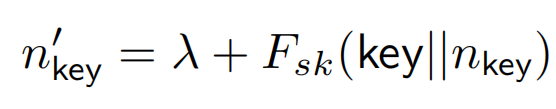 n′_key = λ + F_sk(key||n_key)